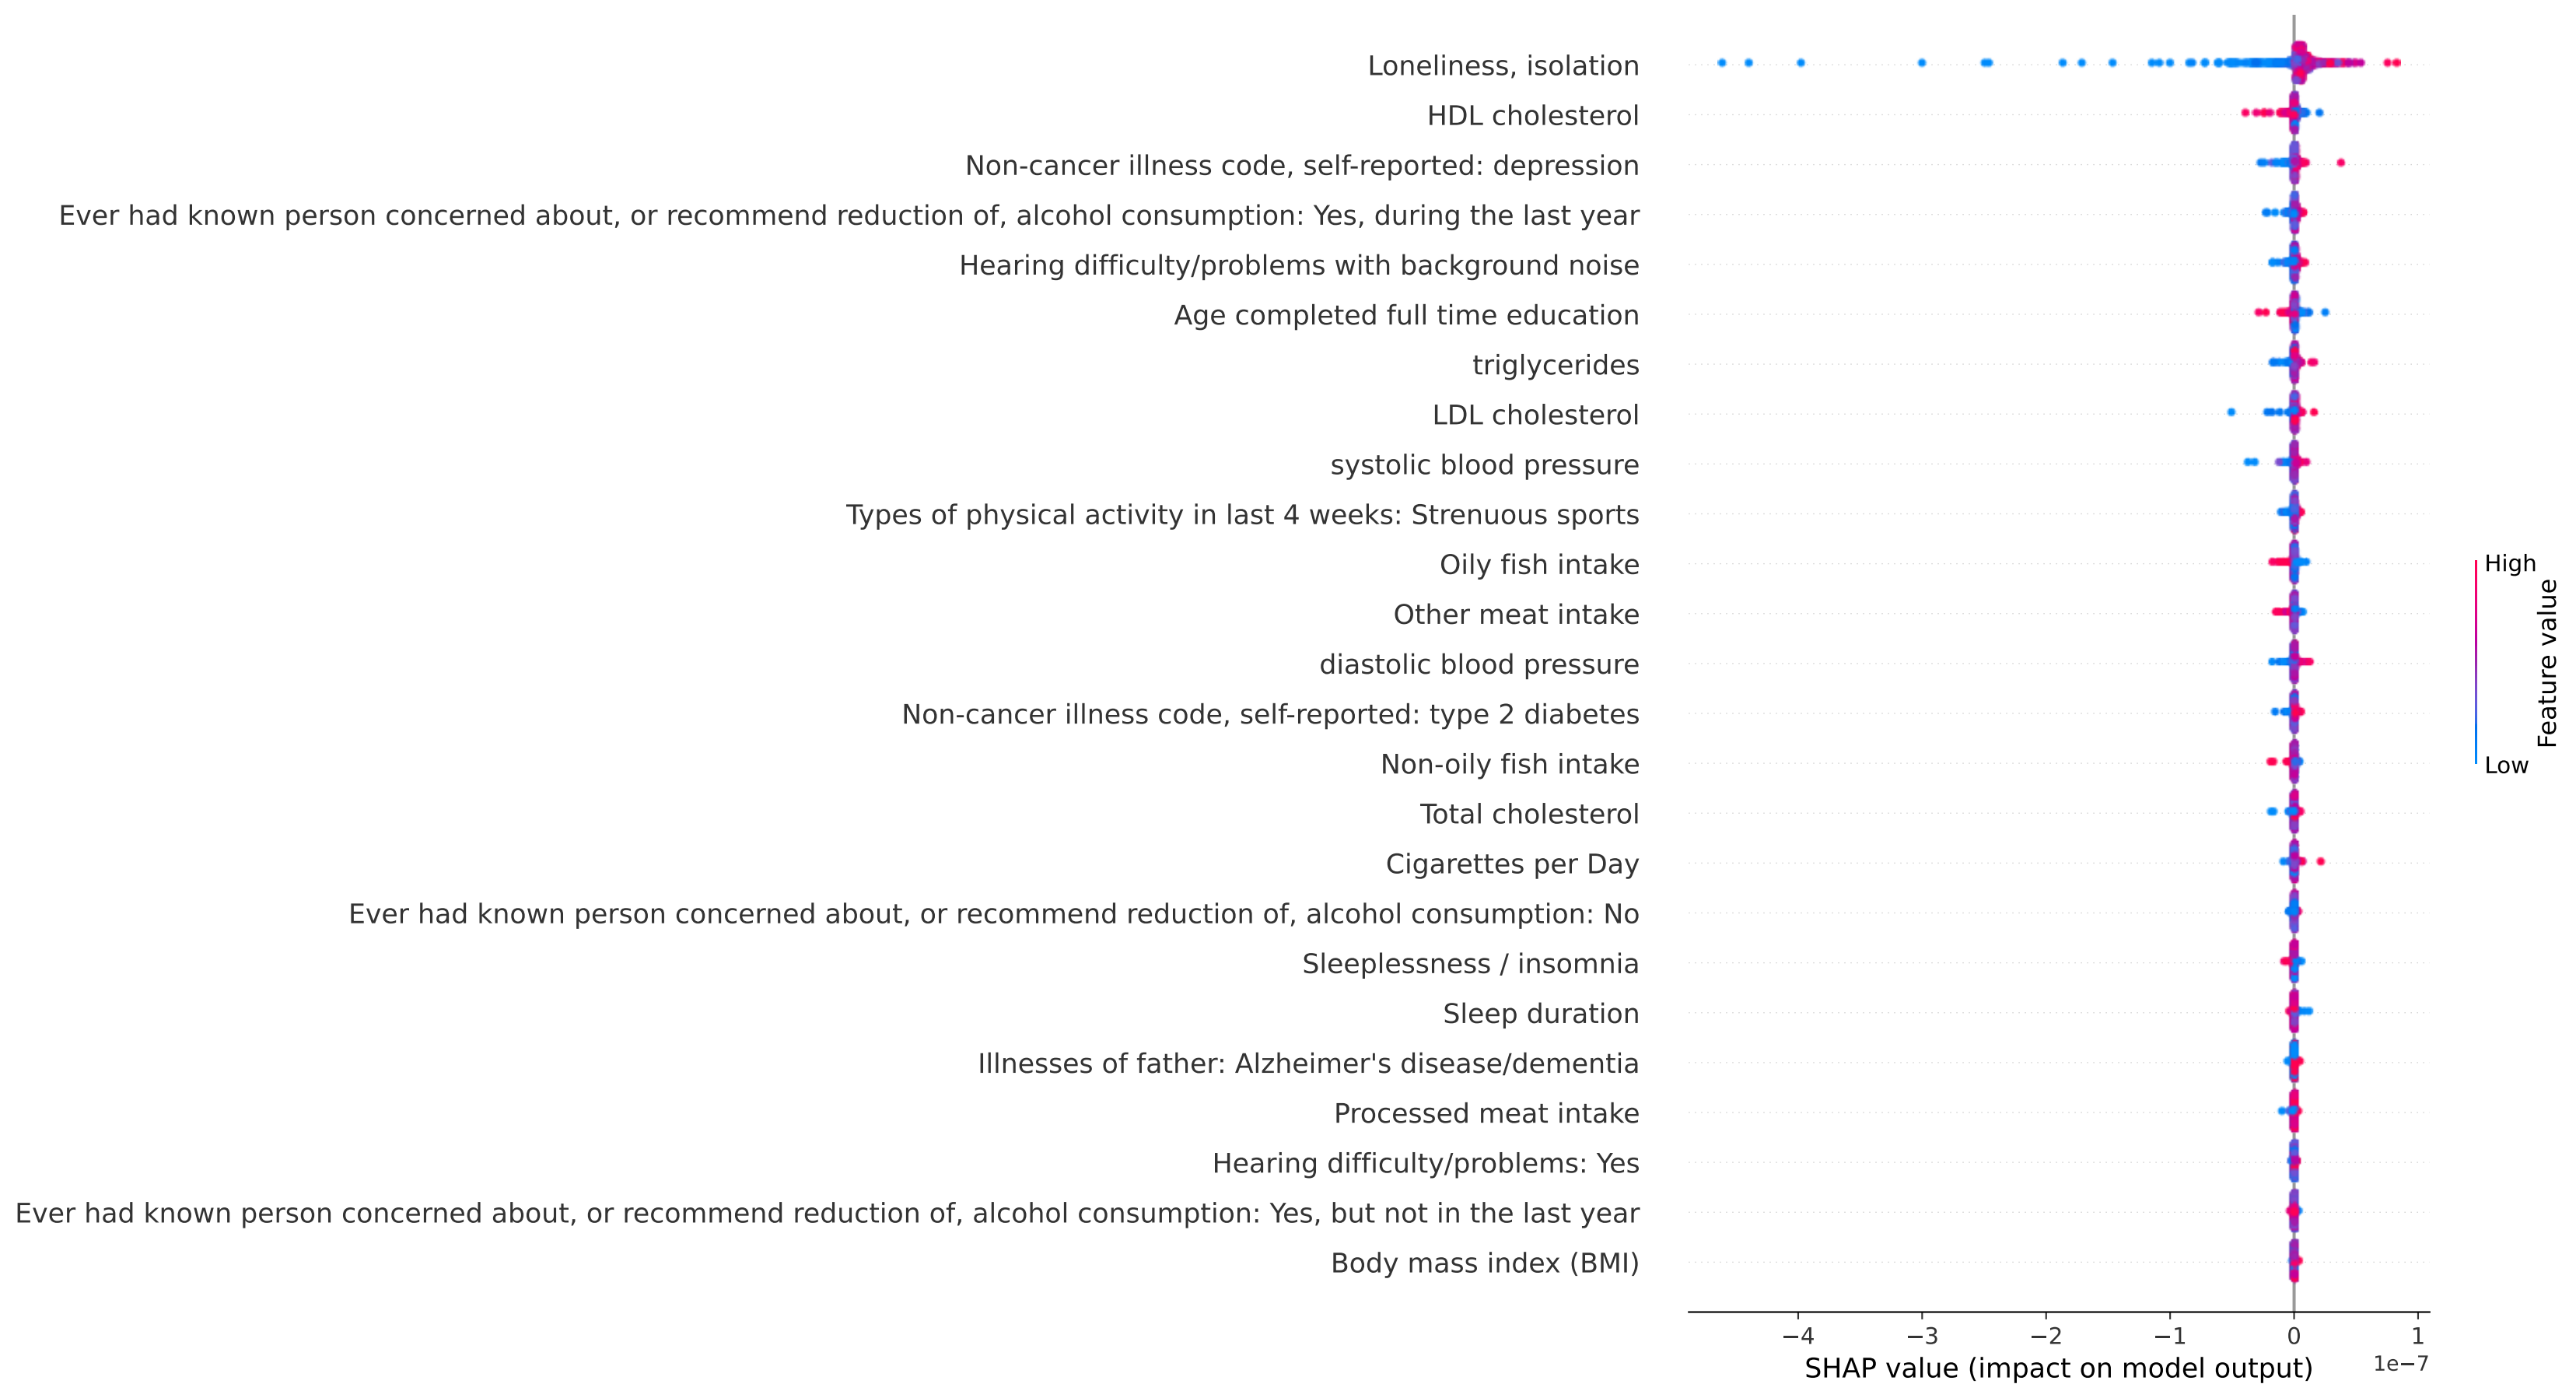 Loneliness, isolation
HDL cholesterol
Non-cancer illness code, self-reported: depression
Ever had known person concerned about, or recommend reduction of, alcohol consumption: Yes, during the last year
Hearing difficulty/problems with background noise
Age completed full time education
triglycerides
LDL cholesterol
systolic blood pressure
Types of physical activity in last 4 weeks: Strenuous sports
Oily fish intake
Other meat intake
diastolic blood pressure
Non-cancer illness code, self-reported: type 2 diabetes
Non-oily fish intake
Total cholesterol
Cigarettes per Day
Ever had known person concerned about, or recommend reduction of, alcohol consumption: No
Sleeplessness / insomnia
Sleep duration
Illnesses of father: Alzheimer's disease/dementia
Processed meat intake
Hearing difficulty/problems: Yes
Ever had known person concerned about, or recommend reduction of, alcohol consumption: Yes, but not in the last year
Body mass index (BMI)
−4 −3 −2 −1 0 1
1e−7
SHAP value (impact on model output)
High
Feature value
Low